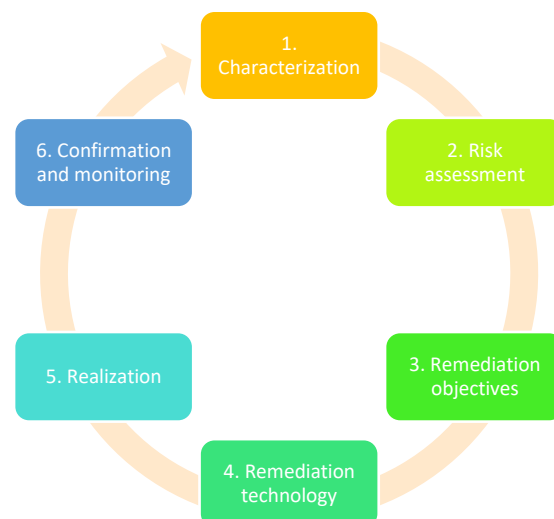 1.
Characterization
2. Risk
assessment
3. Remediation
objectives
4. Remediation
technology
5. Realization
6. Confirmation
and monitoring